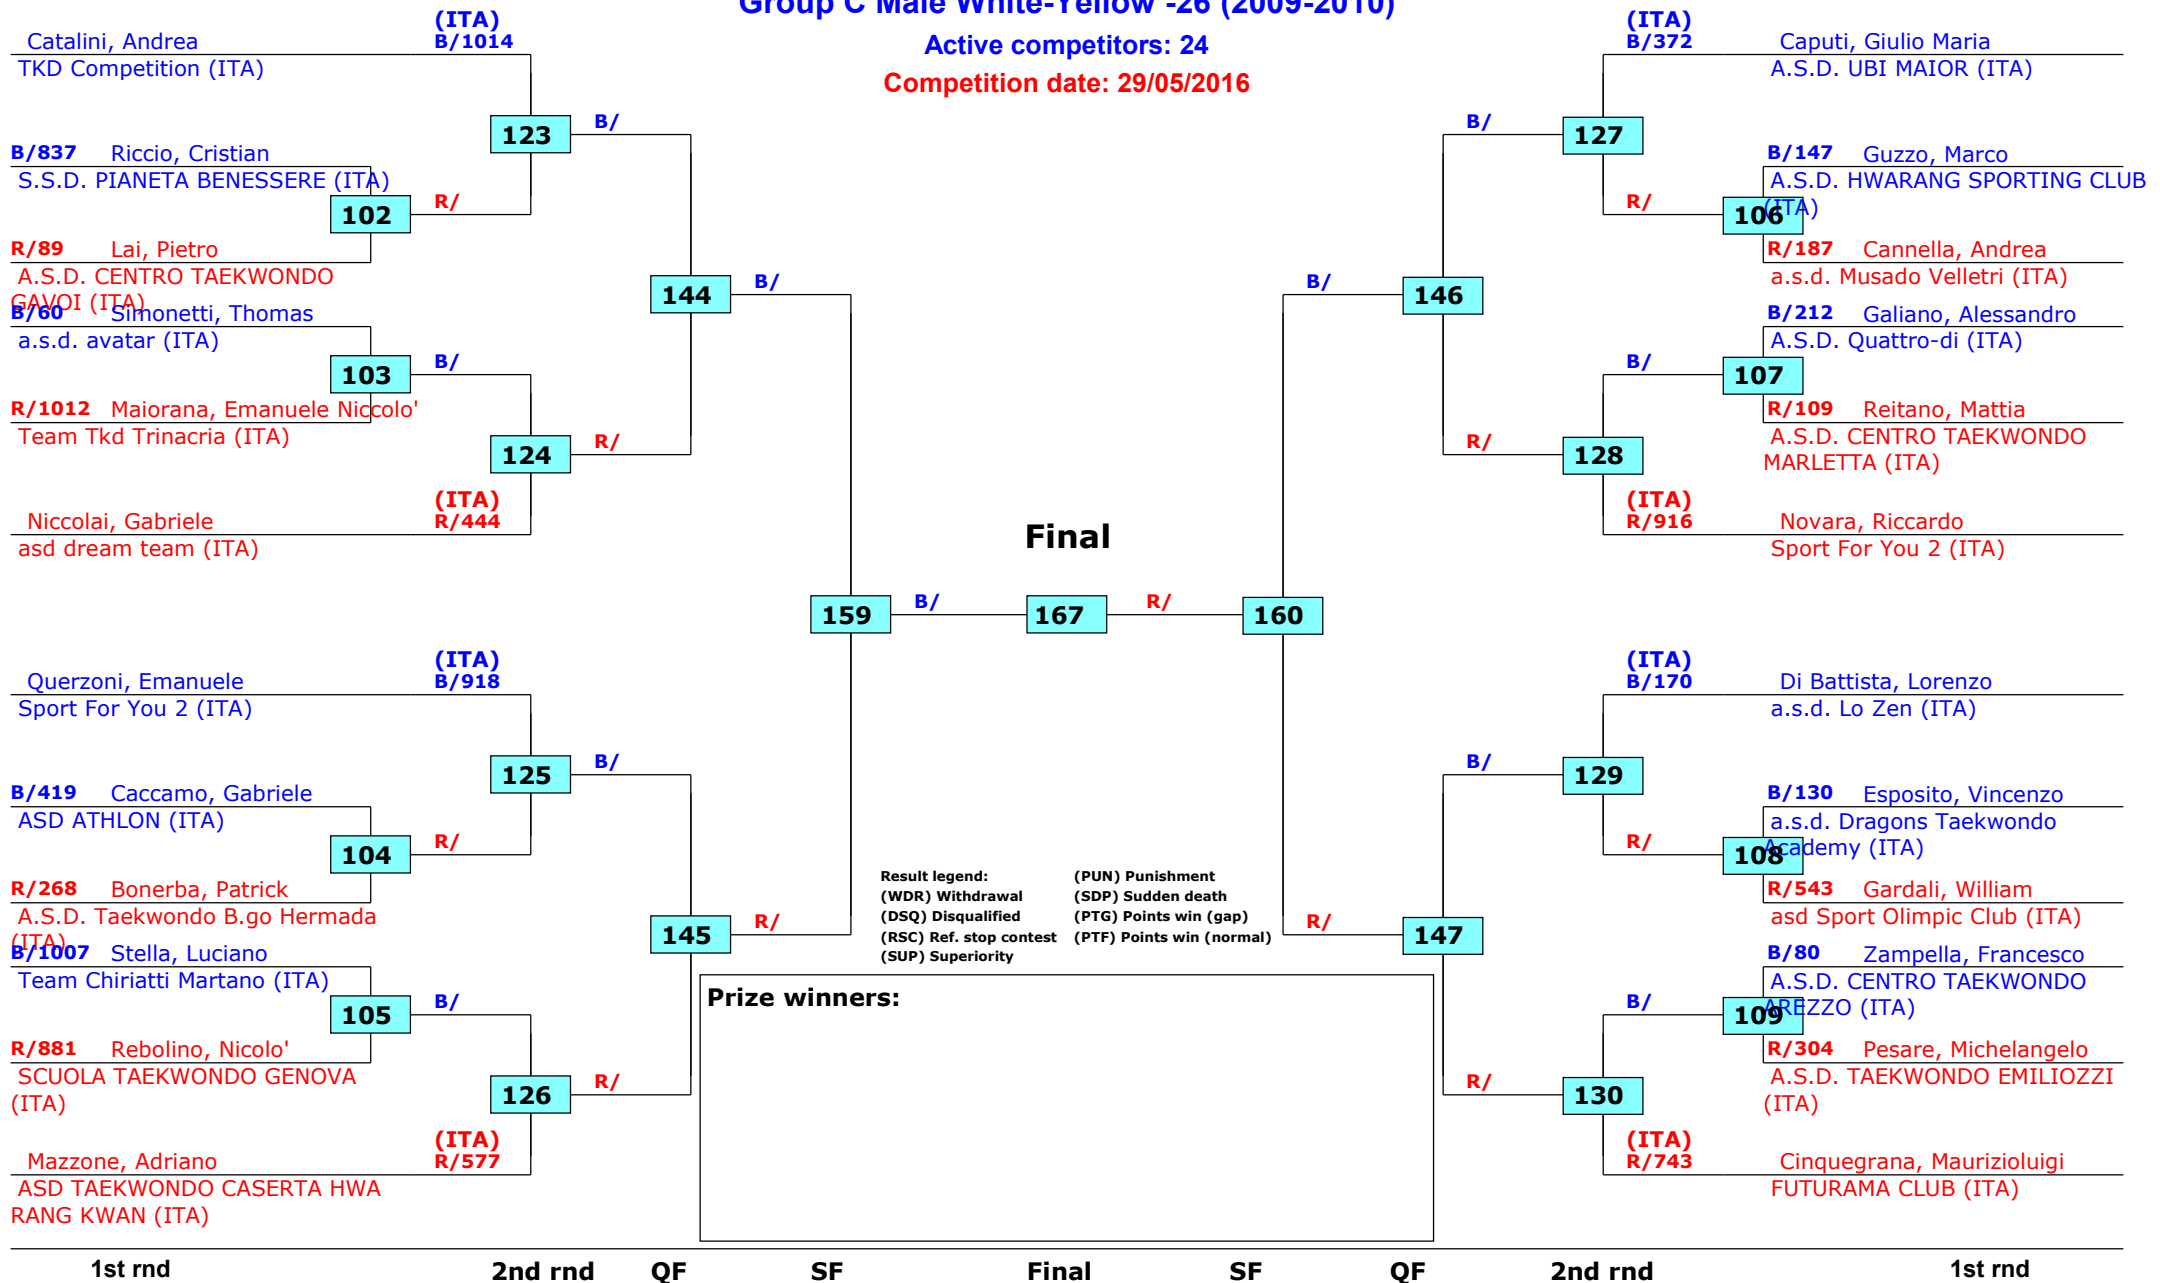 Group C Male White-Yellow -26 (2009-2010)
Active competitors: 24
Competition date: 29/05/2016
(ITA)
Catalini, Andrea B/1014
TKD Competition (ITA)
123
B/
B/837 Riccio, Cristian
S.S.D. PIANETA BENESSERE (ITA)
102
R/
R/89 Lai, Pietro
A.S.D. CENTRO TAEKWONDO
GAVOI (ITA)
144
B/
B/60 Simonetti, Thomas
a.s.d. avatar (ITA)
103
B/
R/1012 Maiorana, Emanuele Niccolo'
Team Tkd Trinacria (ITA)
124
R/
(ITA)
Niccolai, Gabriele R/444
asd dream team (ITA)
159
B/
(ITA)
Querzoni, Emanuele B/918
Sport For You 2 (ITA)
125
B/
B/419 Caccamo, Gabriele
ASD ATHLON (ITA)
104
R/
R/268 Bonerba, Patrick
A.S.D. Taekwondo B.go Hermada
(ITA)
145
R/
B/1007 Stella, Luciano
Team Chiriatti Martano (ITA)
105
B/
R/881 Rebolino, Nicolo'
SCUOLA TAEKWONDO GENOVA
(ITA)
126
R/
(ITA)
Mazzone, Adriano R/577
ASD TAEKWONDO CASERTA HWA
RANG KWAN (ITA)
Final
167
R/
160
(ITA)
B/372 Caputi, Giulio Maria
A.S.D. UBI MAIOR (ITA)
B/
127
B/147 Guzzo, Marco
A.S.D. HWARANG SPORTING CLUB
(ITA)
R/
106
R/187 Cannella, Andrea
a.s.d. Musado Velletri (ITA)
B/
146
B/212 Galiano, Alessandro
A.S.D. Quattro-di (ITA)
B/
107
R/109 Reitano, Mattia
A.S.D. CENTRO TAEKWONDO
MARLETTA (ITA)
R/
128
(ITA)
R/916 Novara, Riccardo
Sport For You 2 (ITA)
(ITA)
B/170 Di Battista, Lorenzo
a.s.d. Lo Zen (ITA)
B/
129
B/130 Esposito, Vincenzo
a.s.d. Dragons Taekwondo
Academy (ITA)
R/
108
R/543 Gardali, William
asd Sport Olimpic Club (ITA)
R/
147
B/80 Zampella, Francesco
A.S.D. CENTRO TAEKWONDO
AREZZO (ITA)
B/
109
R/304 Pesare, Michelangelo
A.S.D. TAEKWONDO EMILIOZZI
(ITA)
R/
130
(ITA)
R/743 Cinquegrana, Maurizioluigi
FUTURAMA CLUB (ITA)
Result legend: (PUN) Punishment
(WDR) Withdrawal (SDP) Sudden death
(DSQ) Disqualified (PTG) Points win (gap)
(RSC) Ref. stop contest (PTF) Points win (normal)
(SUP) Superiority
Prize winners:
1st rnd 2nd rnd QF SF Final SF QF 2nd rnd 1st rnd